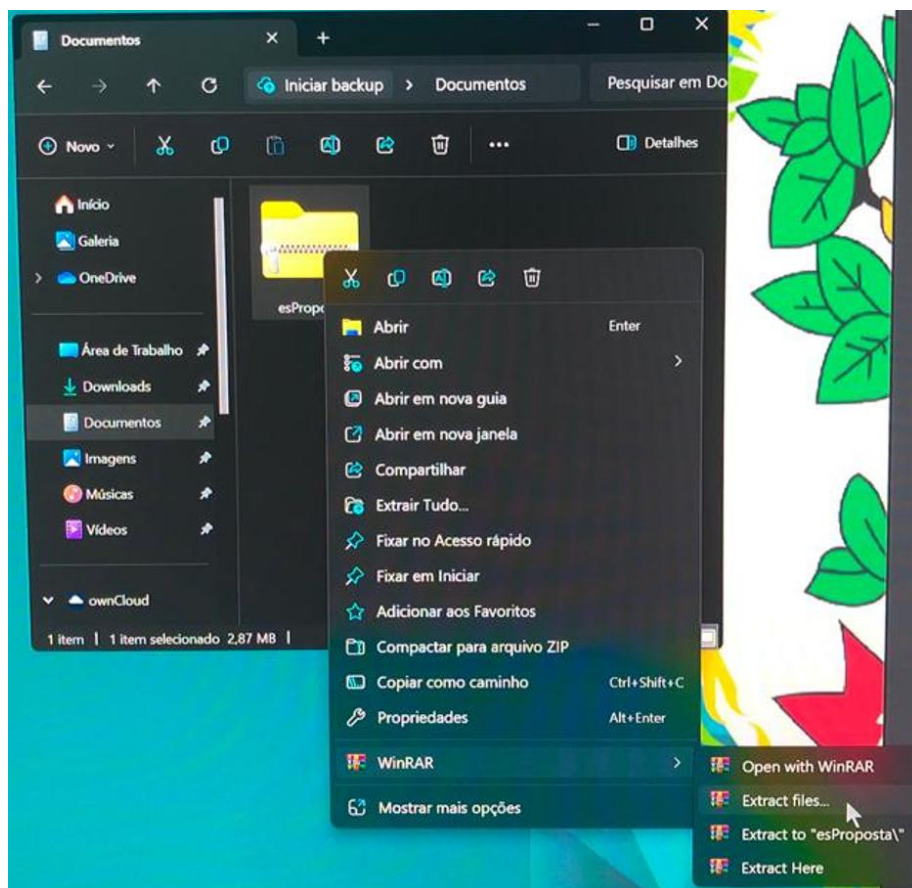 Documentos
Iniciar backup > Documentos
Pesquisar em Do
Novo
Detalhes
Início
Galeria
OneDrive
Área de Trabalho
Downloads
Documentos
Imagens
Músicas
Vídeos
ownCloud
1 item | 1 item selecionado 2,87 MB |
esPropo
Abrir Enter
Abrir com
Abrir em nova guia
Abrir em nova janela
Compartilhar
Extrair Tudo...
Fixar no Acesso rápido
Fixar em Iniciar
Adicionar aos Favoritos
Compactar para arquivo ZIP
Copiar como caminho Ctrl+Shift+C
Propriedades Alt+Enter
WinRAR
Mostrar mais opções
Open with WinRAR
Extract files...
Extract to "esProposta\"
Extract Here